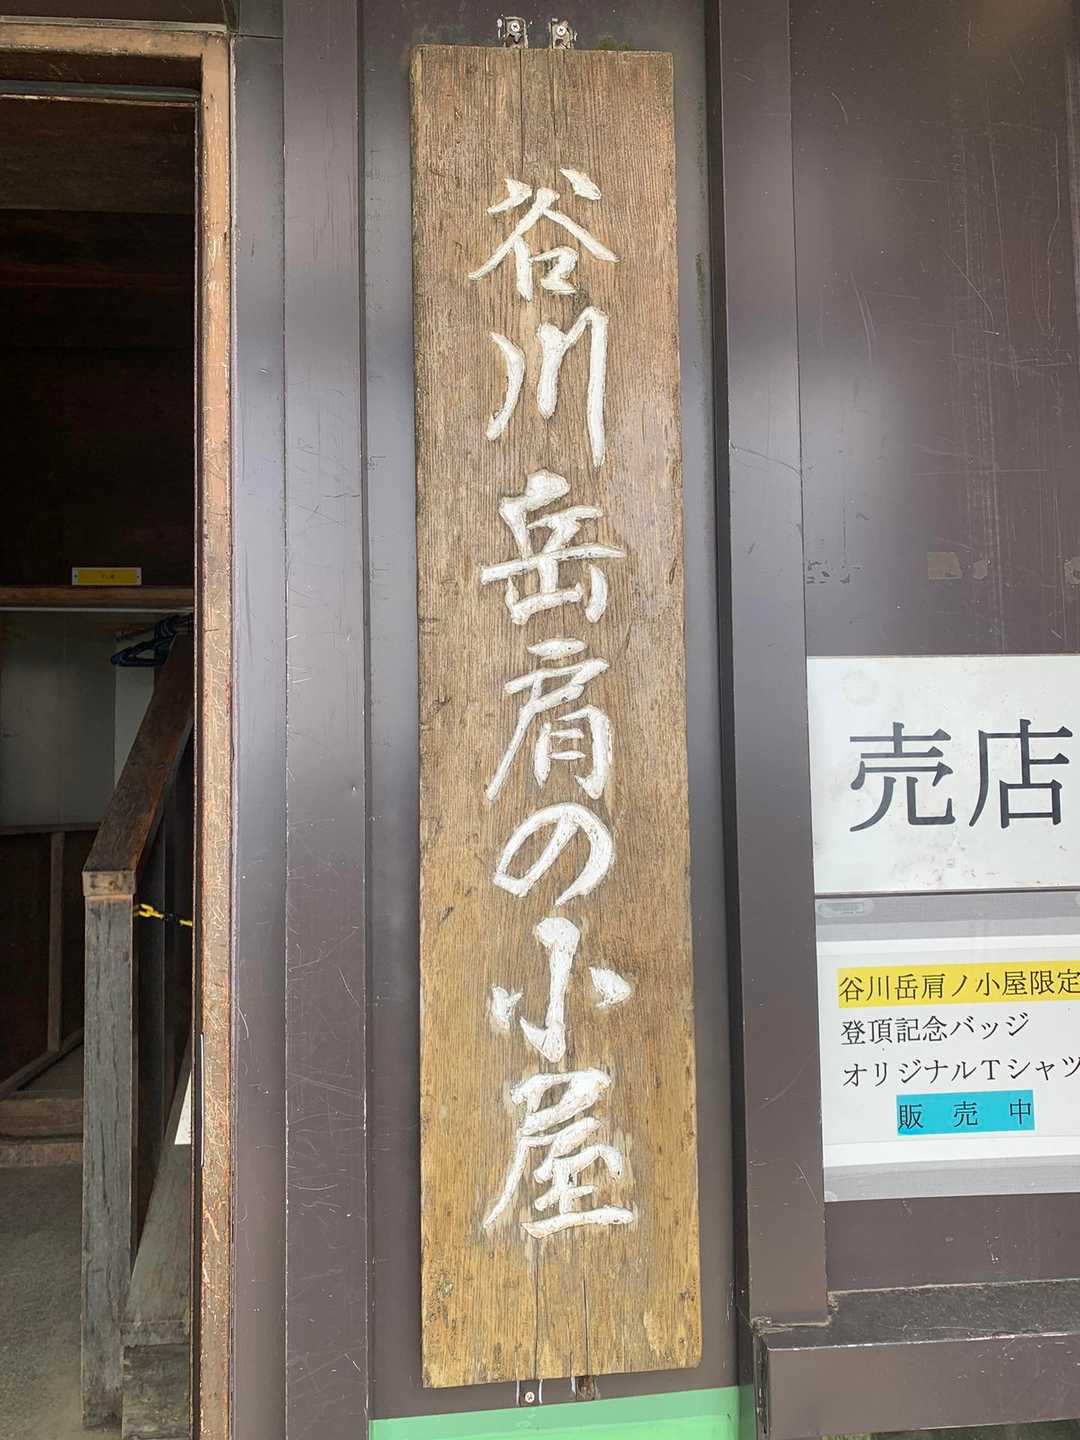 谷川岳肩の小屋
売店
谷川岳肩ノ小屋限定
登頂記念バッジ
オリジナルTシャツ
販売中